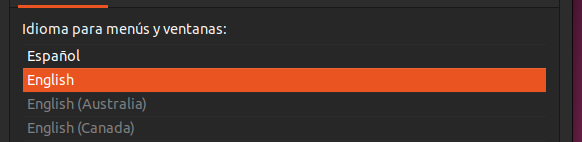 Idioma para menús y ventanas:
Español
English
English (Australia)
English (Canada)